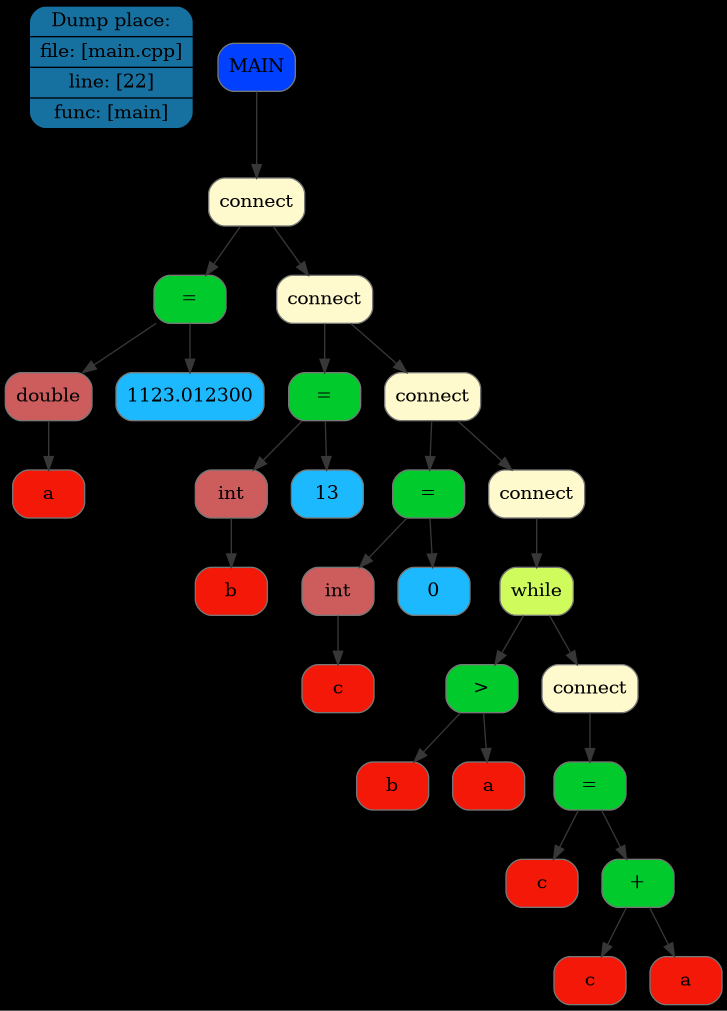 Dump place:
file: [main.cpp]
line: [22]
func: [main]
MAIN
connect
=
connect
double
1123.012300
=
connect
a
int
13
=
connect
b
int
0
while
c
>
connect
b
a
=
c
+
c
a